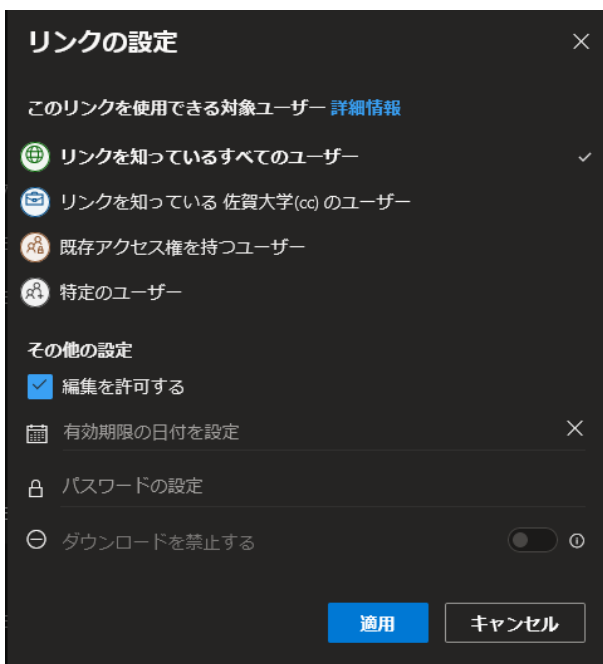 リンクの設定
このリンクを使用できる対象ユーザー 詳細情報
リンクを知っているすべてのユーザー
リンクを知っている 佐賀大学(cc) のユーザー
既存アクセス権を持つユーザー
特定のユーザー
その他の設定
編集を許可する
有効期限の日付を設定
パスワードの設定
ダウンロードを禁止する
適用 キャンセル